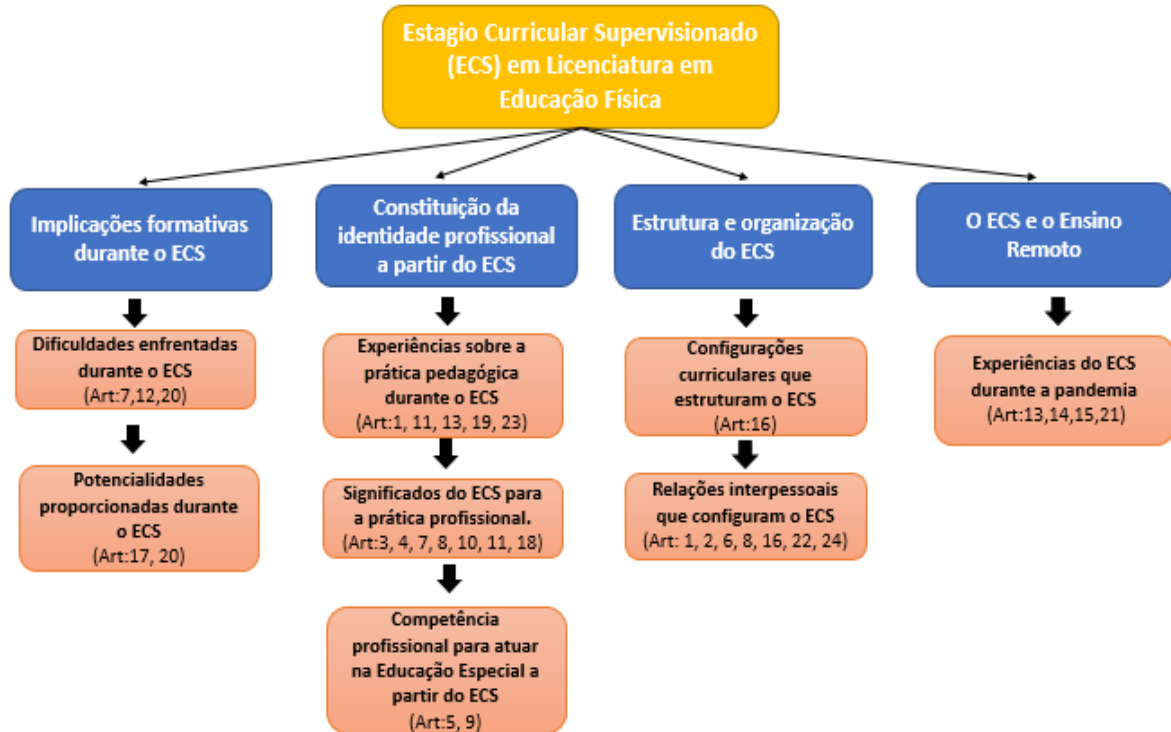 Estagio Curricular Supervisionado
(ECS) em Licenciatura em
Educação Física
Implicações formativas
durante o ECS
Constituição da
identidade profissional
a partir do ECS
Estrutura e organização
do ECS
O ECS e o Ensino
Remoto
Dificuldades enfrentadas
durante o ECS
(Art:7,12,20)
Potencialidades
proporcionadas durante
o ECS
(Art:17, 20)
Experiências sobre a
prática pedagógica
durante o ECS
(Art:1, 11, 13, 19, 23)
Significados do ECS para
a prática profissional.
(Art:3, 4, 7, 8, 10, 11, 18)
Competência
profissional para atuar
na Educação Especial a
partir do ECS
(Art:5, 9)
Configurações
curriculares que
estruturam o ECS
(Art:16)
Relações interpessoais
que configuram o ECS
(Art: 1, 2, 6, 8, 16, 22, 24)
Experiências do ECS
durante a pandemia
(Art:13,14,15,21)